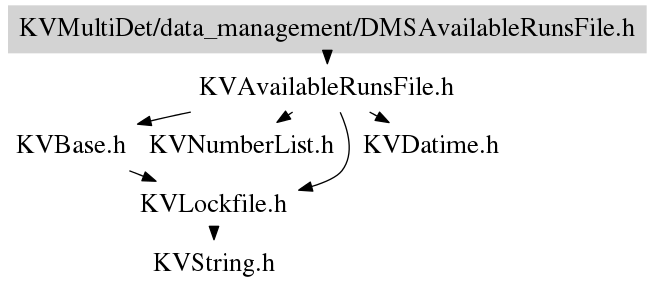 KVMultiDet/data_management/DMSAvailableRunsFile.h
KVAvailableRunsFile.h
KVBase.h
KVNumberList.h
KVDatime.h
KVLockfile.h
KVString.h